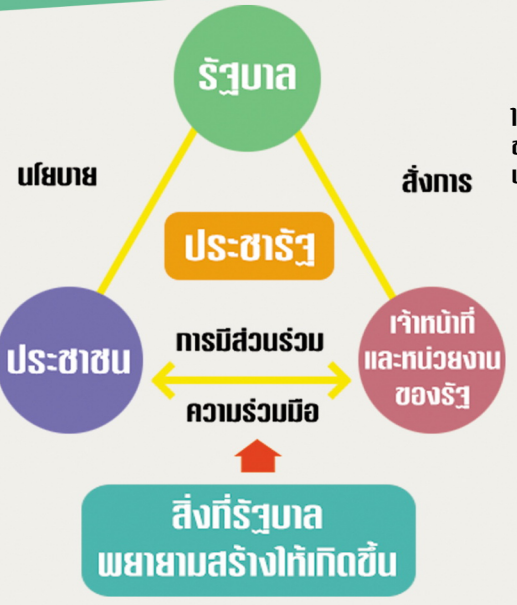 รัฐบาล
นโยบาย
สั่งการ
ประชารัฐ
ประชาชน
การมีส่วนร่วม
ความร่วมมือ
เจ้าหน้าที่
และหน่วยงาน
ของรัฐ
สิ่งที่รัฐบาล
พยายามสร้างให้เกิดขึ้น